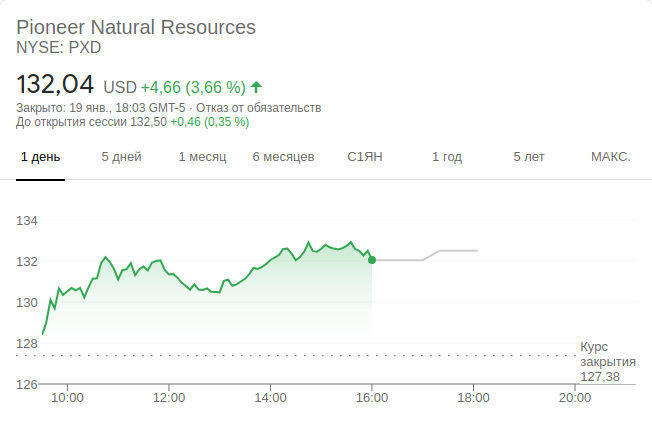 Pioneer Natural Resources
NYSE: PXD
132,04 USD +4,66 (3,66 %)
Закрыто: 19 янв., 18:03 GMT-5 · Отказ от обязательств
До открытия сессии 132,50 +0,46 (0,35 %)
1 день 5 дней 1 месяц 6 месяцев С1ЯН 1 год 5 лет МАКС.
134
132
130
128
Курс
закрытия
127,38
126
10:00 12:00 14:00 16:00 18:00 20:00